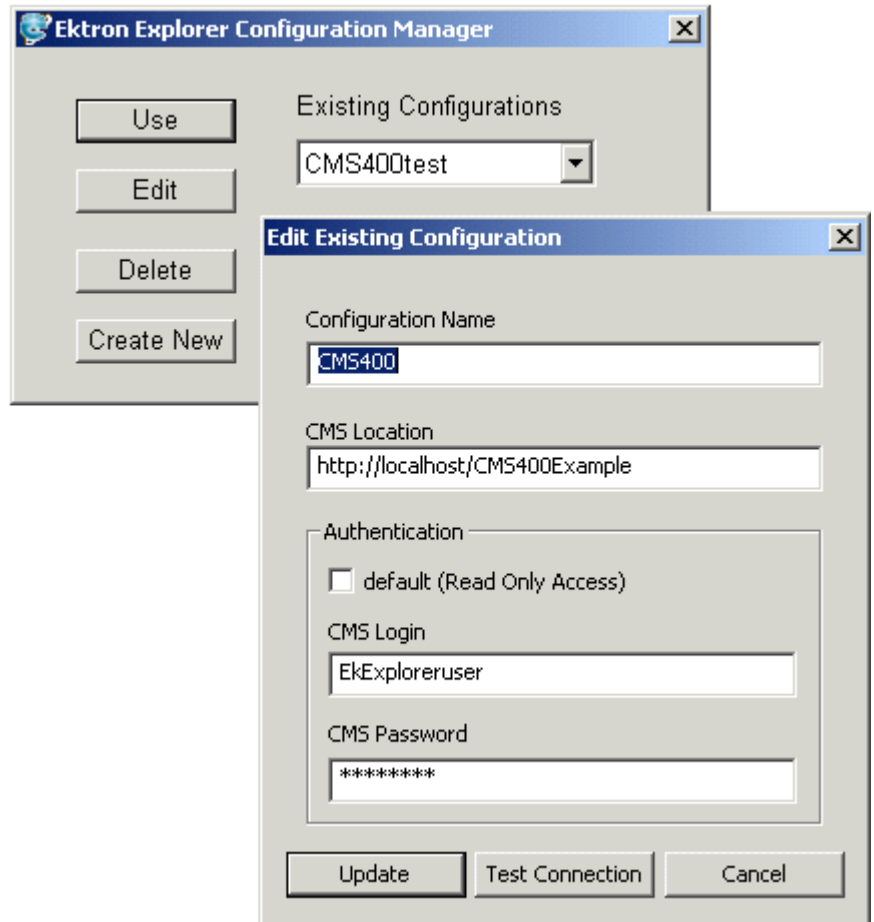 Ektron Explorer Configuration Manager
Use
Existing Configurations
CMS400test
Edit
Delete
Create New
Edit Existing Configuration
Configuration Name
CMS400
CMS Location
http://localhost/CMS400Example
Authentication
default (Read Only Access)
CMS Login
EkExploreruser
CMS Password
********
Update
Test Connection
Cancel